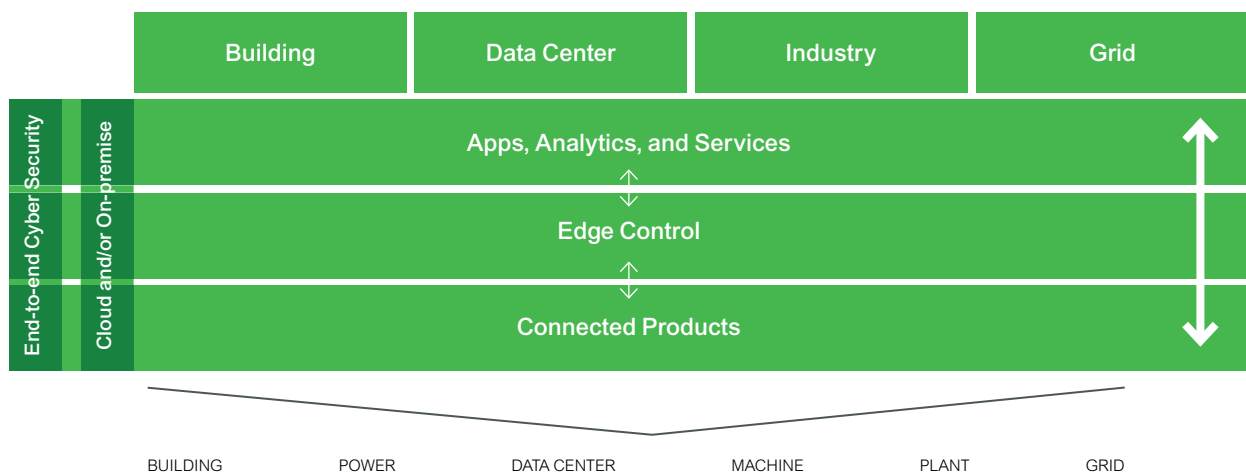 Building
Data Center
Industry
Grid
End-to-end Cyber Security
Cloud and/or On-premise
Apps, Analytics, and Services
Edge Control
Connected Products
BUILDING
POWER
DATA CENTER
MACHINE
PLANT
GRID